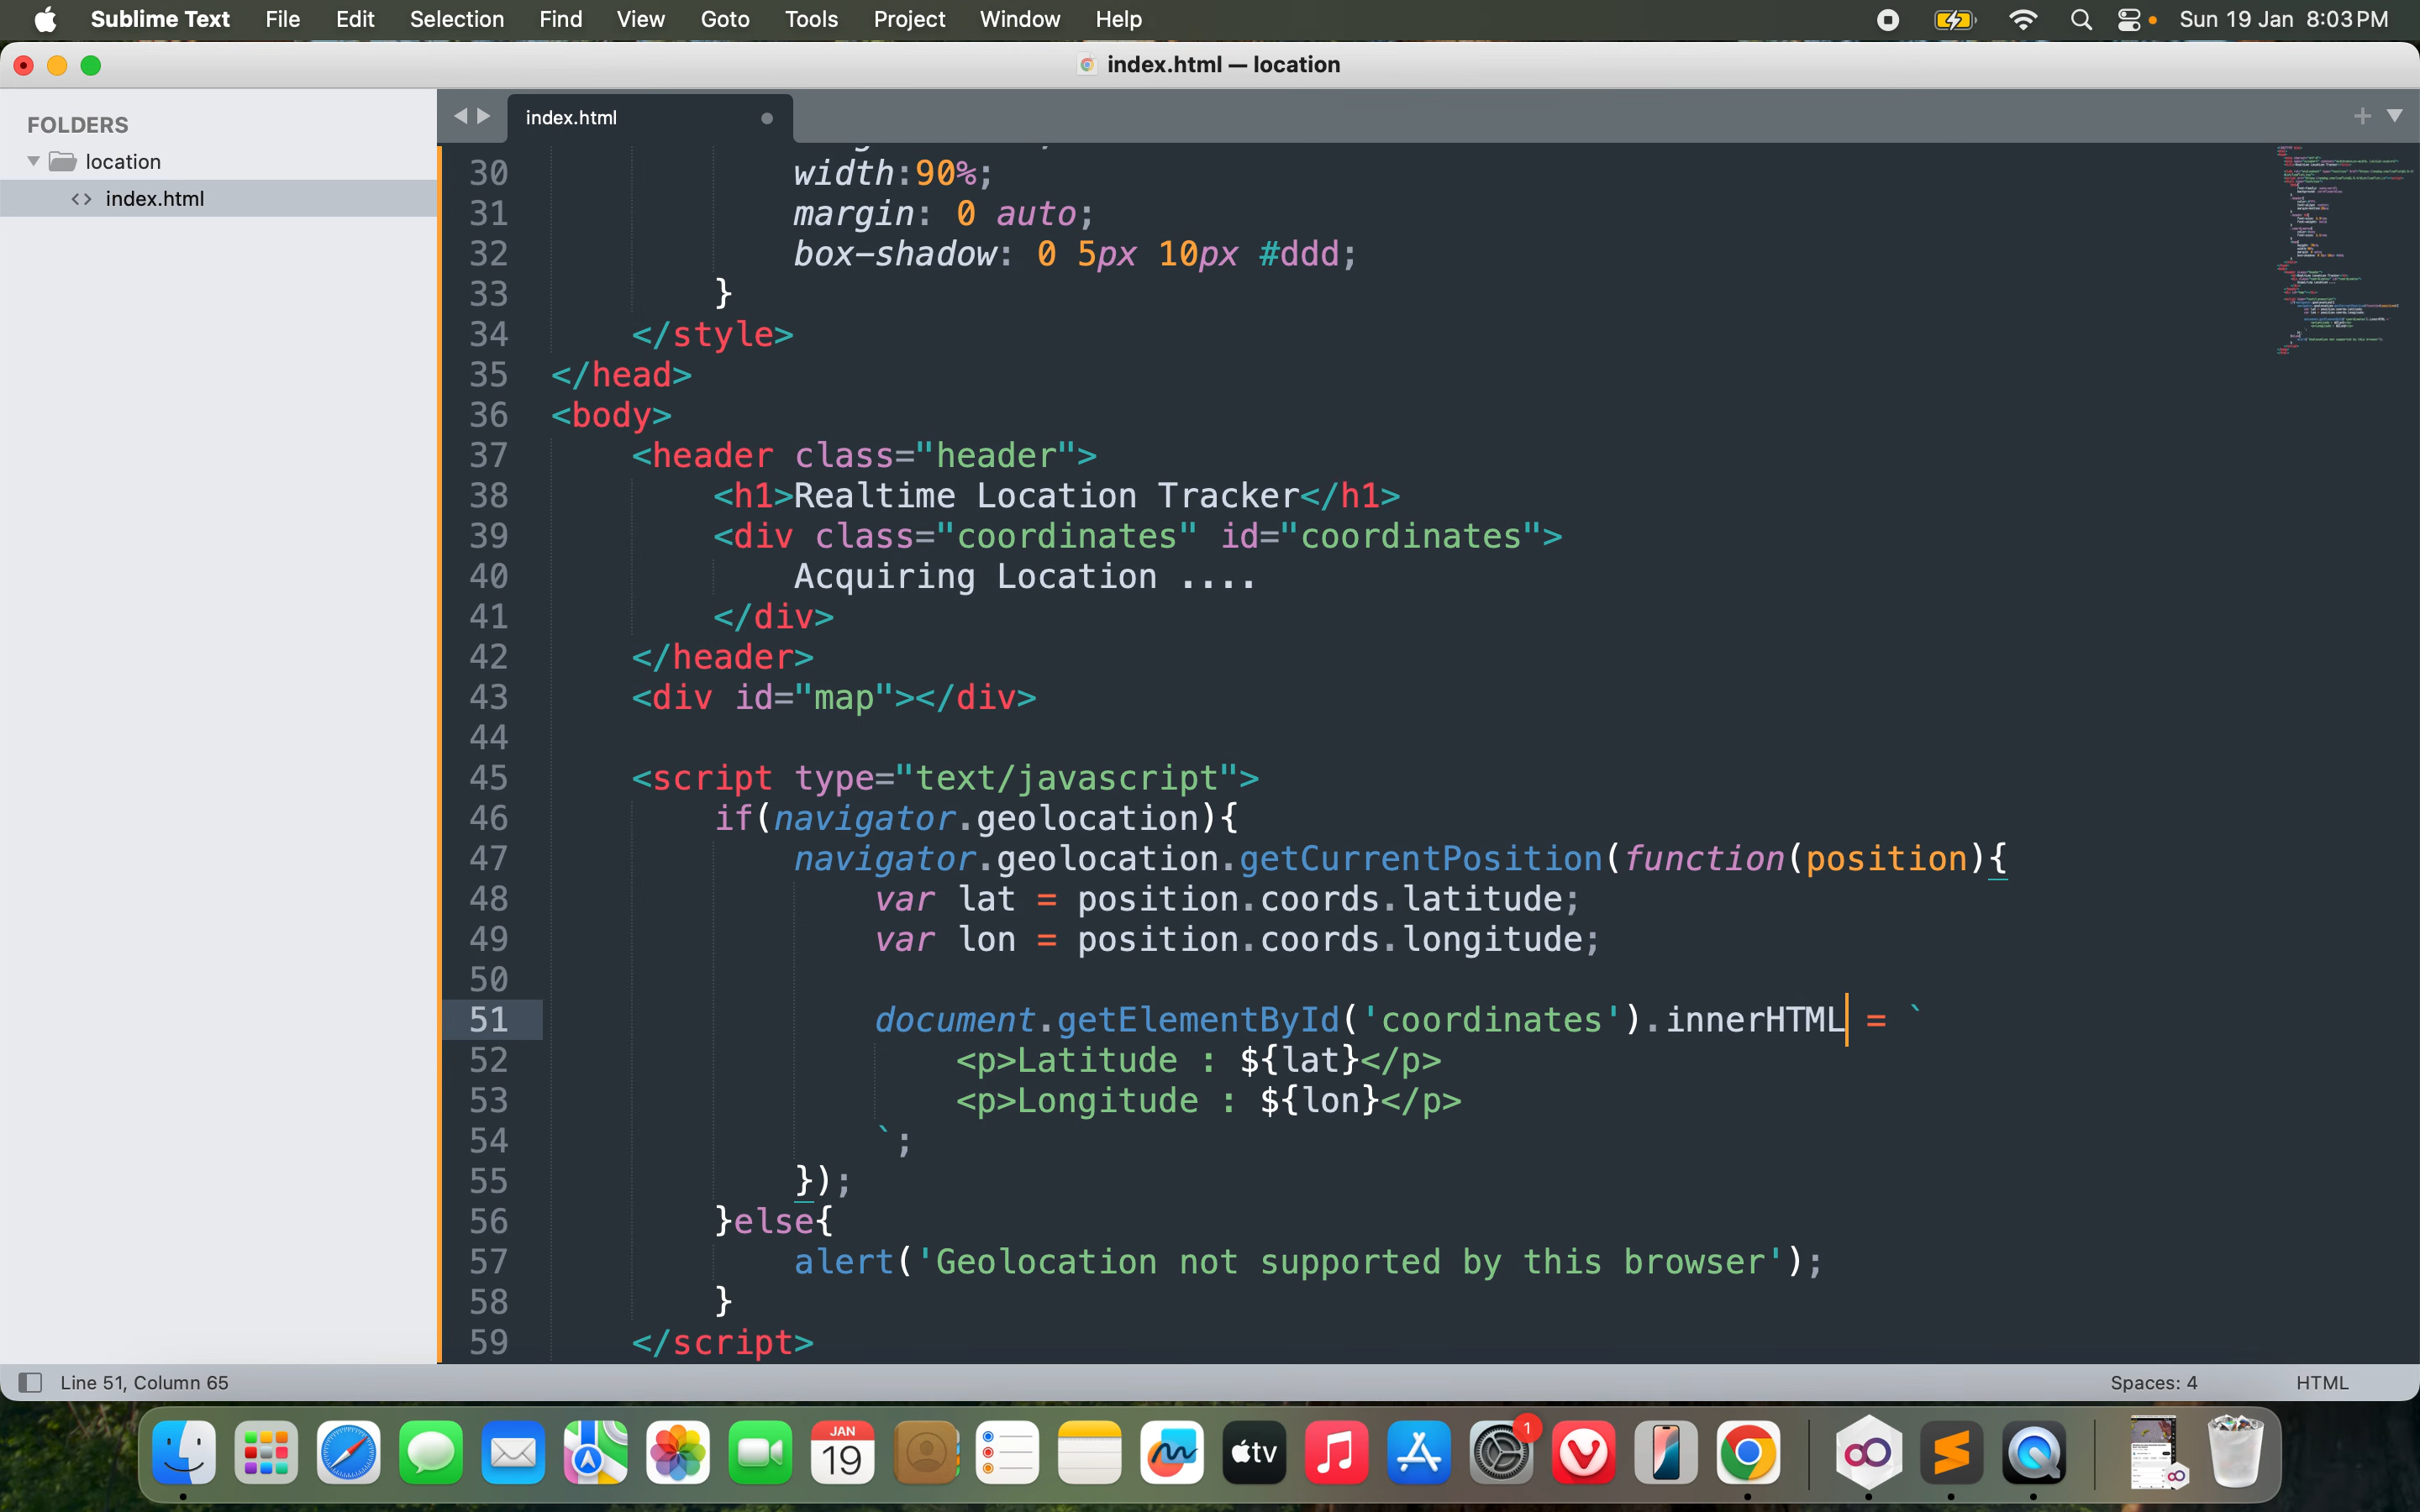 Sublime Text File Edit Selection Find View Goto Tools Project Window Help Sun 19 Jan 8:03 PM
index.html — location
FOLDERS
location
index.html
index.html
30 width:90%;
31 margin: 0 auto;
32 box-shadow: 0 5px 10px #ddd;
33 }
34 </style>
35 </head>
36 <body>
37 <header class="header">
38 <h1>Realtime Location Tracker</h1>
39 <div class="coordinates" id="coordinates">
40 Acquiring Location ....
41 </div>
42 </header>
43 <div id="map"></div>
44
45 <script type="text/javascript">
46 if(navigator.geolocation){
47 navigator.geolocation.getCurrentPosition(function(position){
48 var lat = position.coords.latitude;
49 var lon = position.coords.longitude;
50
51 document.getElementById('coordinates').innerHTML = `
52 <p>Latitude : ${lat}</p>
53 <p>Longitude : ${lon}</p>
54 `;
55 });
56 }else{
57 alert('Geolocation not supported by this browser');
58 }
59 </script>
Line 51, Column 65 Spaces: 4 HTML
JAN
19
tv
1